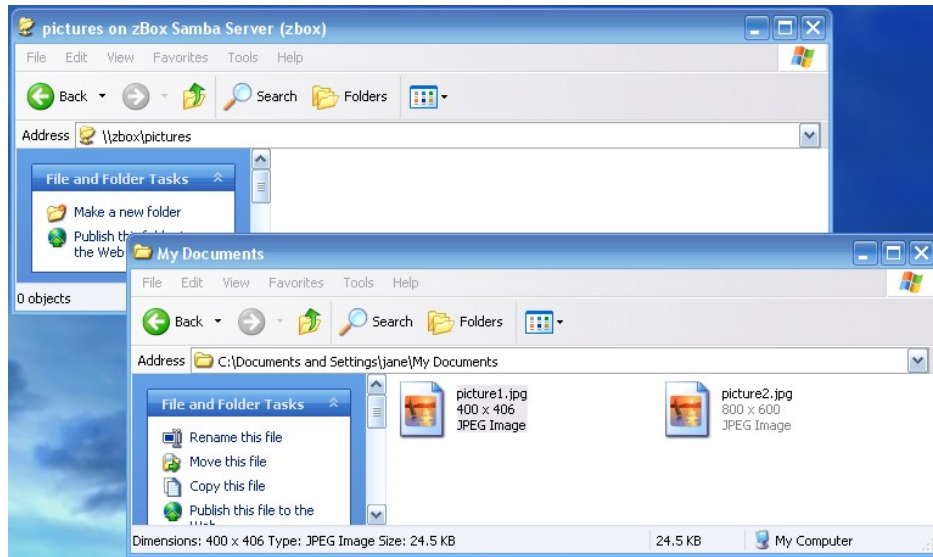 pictures on zBox Samba Server (zbox)
File Edit View Favorites Tools Help
Back Search Folders
Address \\zbox\pictures
File and Folder Tasks
Make a new folder
Publish
the Web
0 objects
My Documents
File Edit View Favorites Tools Help
Back Search Folders
Address C:\Documents and Settings\jane\My Documents
File and Folder Tasks
Rename this file
Move this file
Copy this file
Publish this file to the
picture1.jpg
400 x 406
JPEG Image
picture2.jpg
800 x 600
JPEG Image
Dimensions: 400 x 406 Type: JPEG Image Size: 24.5 KB 24.5 KB My Computer